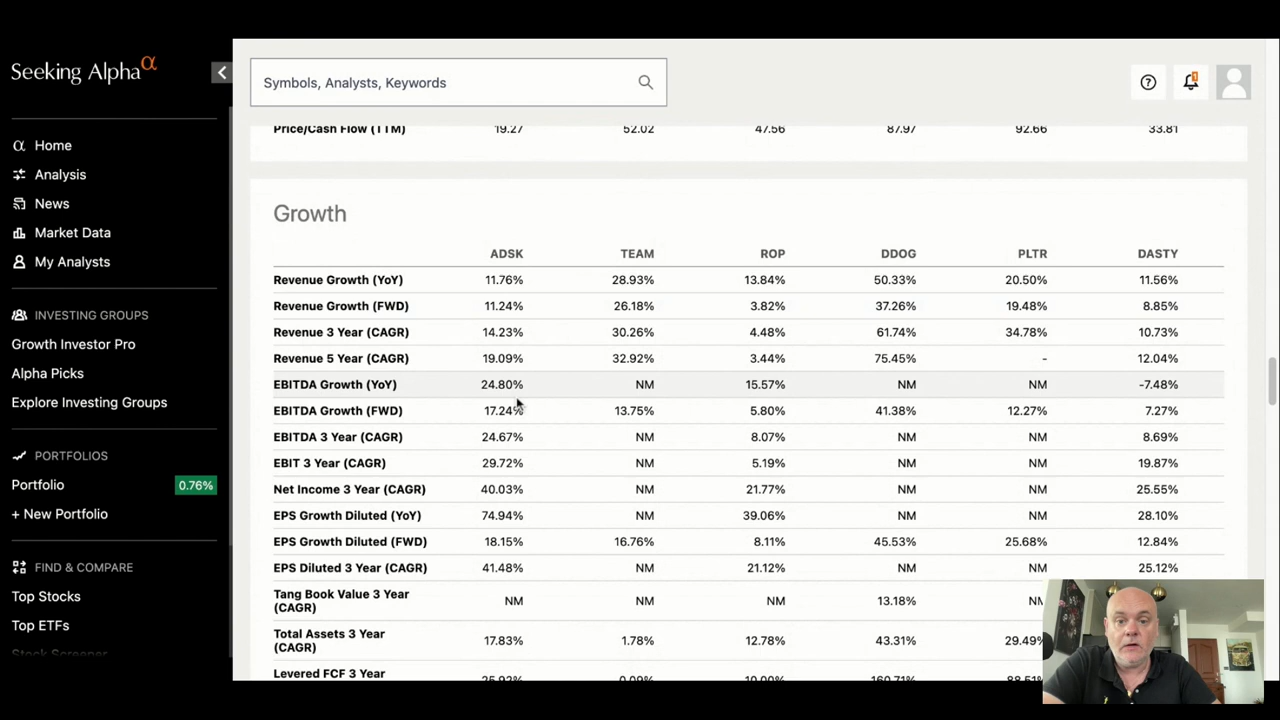 Seeking Alpha α
Symbols, Analysts, Keywords
Home
Analysis
News
Market Data
My Analysts
INVESTING GROUPS
Growth Investor Pro
Alpha Picks
Explore Investing Groups
PORTFOLIOS
Portfolio 0.76%
+ New Portfolio
FIND & COMPARE
Top Stocks
Top ETFs
Stock Screener
Price/Cash Flow (TTM) 19.27 52.02 47.56 87.97 92.66 33.81
Growth
ADSK TEAM ROP DDOG PLTR DASTY
Revenue Growth (YoY) 11.76% 28.93% 13.84% 50.33% 20.50% 11.56%
Revenue Growth (FWD) 11.24% 26.18% 3.82% 37.26% 19.48% 8.85%
Revenue 3 Year (CAGR) 14.23% 30.26% 4.48% 61.74% 34.78% 10.73%
Revenue 5 Year (CAGR) 19.09% 32.92% 3.44% 75.45% - 12.04%
EBITDA Growth (YoY) 24.80% NM 15.57% NM NM -7.48%
EBITDA Growth (FWD) 17.24% 13.75% 5.80% 41.38% 12.27% 7.27%
EBITDA 3 Year (CAGR) 24.67% NM 8.07% NM NM 8.69%
EBIT 3 Year (CAGR) 29.72% NM 5.19% NM NM 19.87%
Net Income 3 Year (CAGR) 40.03% NM 21.77% NM NM 25.55%
EPS Growth Diluted (YoY) 74.94% NM 39.06% NM NM 28.10%
EPS Growth Diluted (FWD) 18.15% 16.76% 8.11% 45.53% 25.68% 12.84%
EPS Diluted 3 Year (CAGR) 41.48% NM 21.12% NM NM 25.12%
Tang Book Value 3 Year
(CAGR) NM NM NM 13.18% NM
Total Assets 3 Year
(CAGR) 17.83% 1.78% 12.78% 43.31% 29.49%
Levered FCF 3 Year